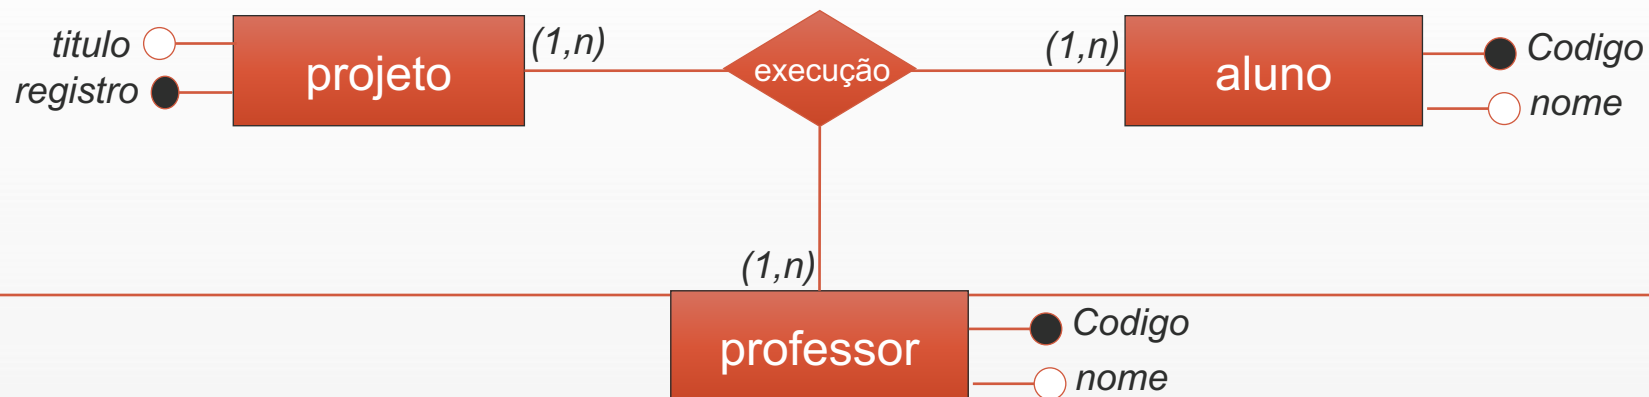 titulo
registro
projeto
(1,n)
execução
(1,n)
aluno
Codigo
nome
(1,n)
professor
Codigo
nome